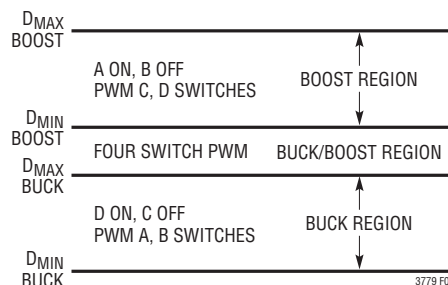 DMAX
BOOST
A ON, B OFF
PWM C, D SWITCHES
BOOST REGION
DMIN
BOOST
FOUR SWITCH PWM
BUCK/BOOST REGION
DMAX
BUCK
D ON, C OFF
PWM A, B SWITCHES
BUCK REGION
DMIN
BUCK
3779 F0